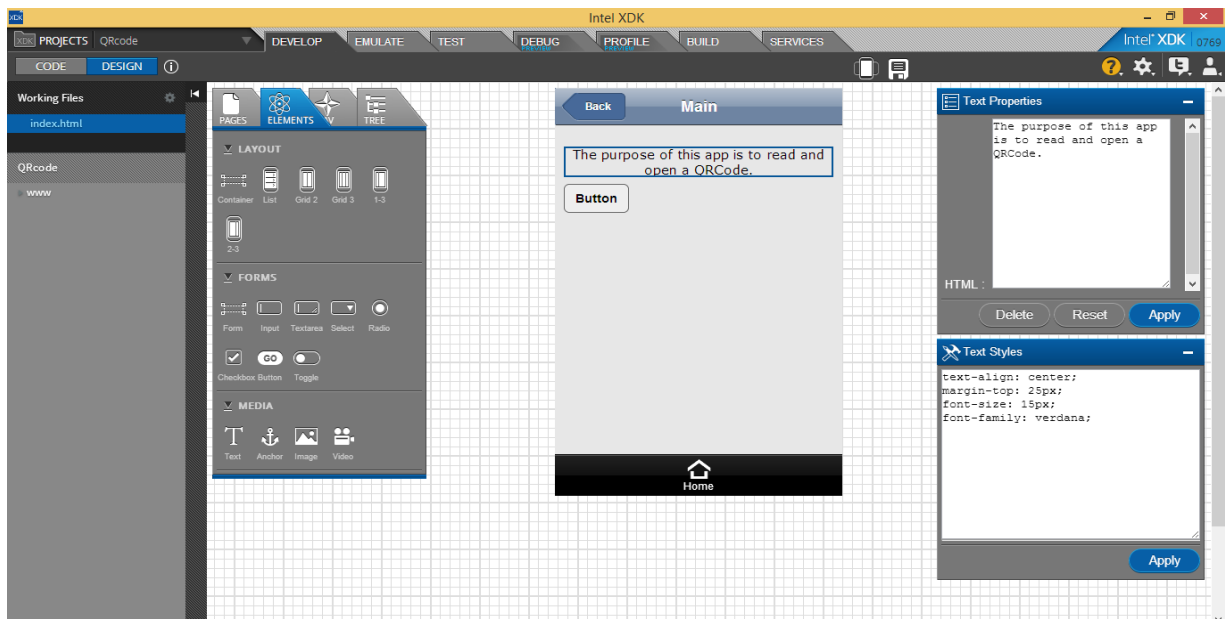 XDK
Intel XDK
XDK PROJECTS QRcode
DEVELOP
EMULATE
TEST
DEBUG
PROFILE
BUILD
SERVICES
Intel XDK 0769
CODE
DESIGN
Working Files
index.html
QRcode
www
PAGES
ELEMENTS
TREE
LAYOUT
Container List Grid 2 Grid 3 1-3
2-3
FORMS
Form Input Textarea Select Radio
GO
Checkbox Button Toggle
MEDIA
Text Anchor Image Video
Back
Main
The purpose of this app is to read and
open a QRCode.
Button
Home
Text Properties
The purpose of this app
is to read and open a
QRCode.
HTML :
Delete
Reset
Apply
Text Styles
text-align: center;
margin-top: 25px;
font-size: 15px;
font-family: verdana;
Apply